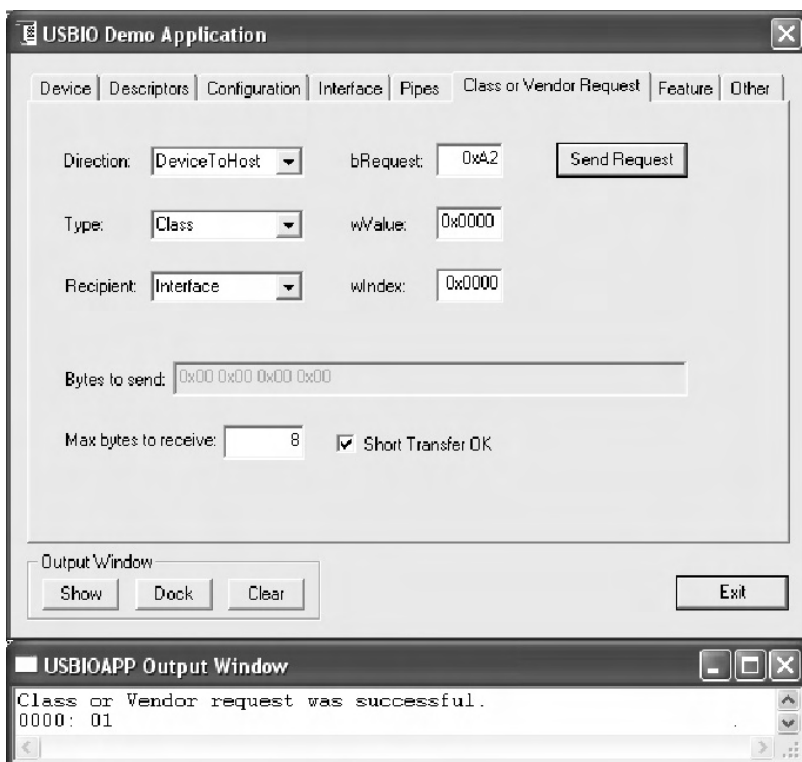 USBIO Demo Application
Device Descriptors Configuration Interface Pipes Class or Vendor Request Feature Other
Direction: DeviceToHost bRequest: 0xA2 Send Request
Type: Class wValue: 0x0000
Recipient: Interface wIndex: 0x0000
Bytes to send: 0x00 0x00 0x00 0x00
Max bytes to receive: 8 Short Transfer OK
Output Window
Show Dock Clear Exit
USBIOAPP Output Window
Class or Vendor request was successful.
0000: 01